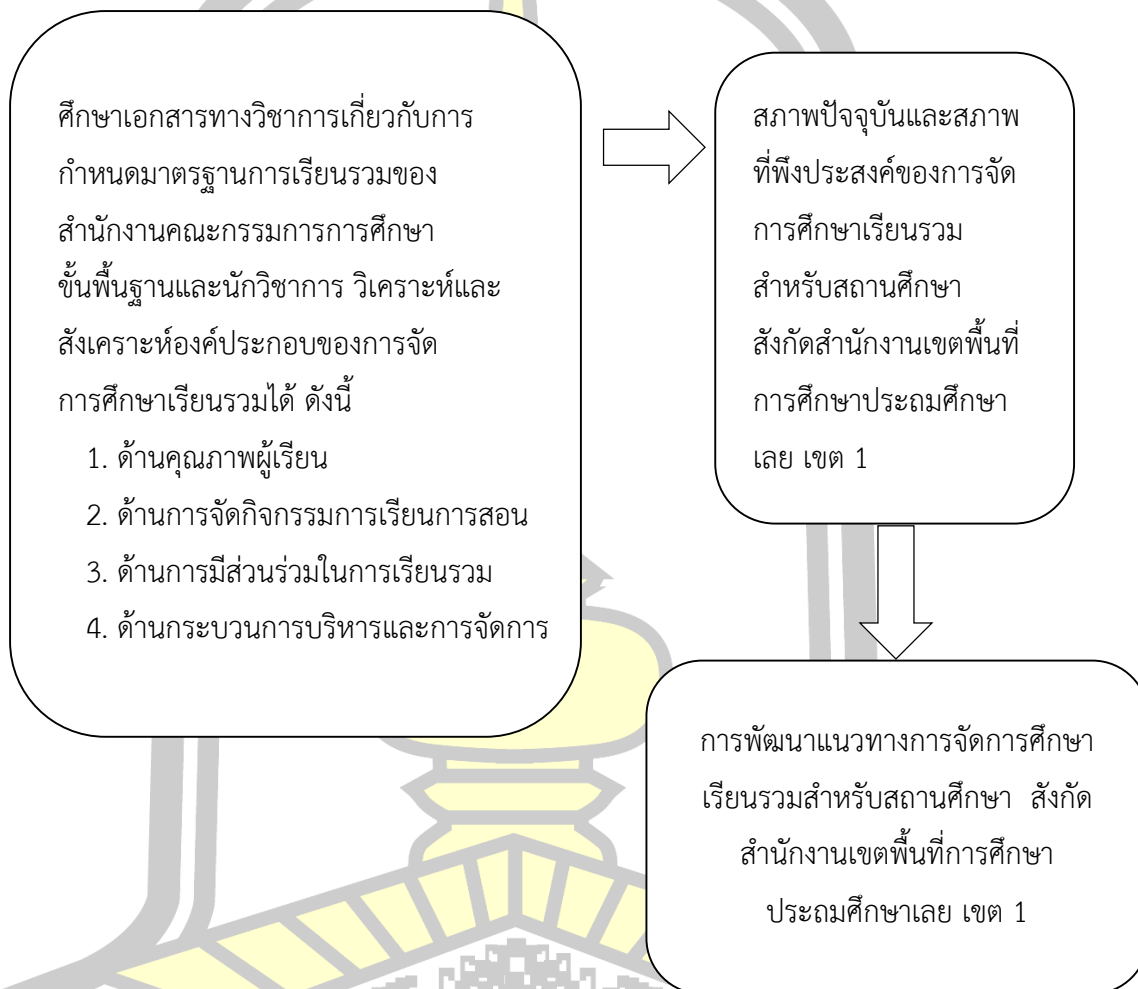 ศึกษาเอกสารทางวิชาการเกี่ยวกับการ
กำหนดมาตรฐานการเรียนรวมของ
สำนักงานคณะกรรมการการศึกษา
ขั้นพื้นฐานและนักวิชาการ วิเคราะห์และ
สังเคราะห์องค์ประกอบของการจัด
การศึกษาเรียนรวมได้ ดังนี้
1. ด้านคุณภาพผู้เรียน
2. ด้านการจัดกิจกรรมการเรียนการสอน
3. ด้านการมีส่วนร่วมในการเรียนรวม
4. ด้านกระบวนการบริหารและการจัดการ
สภาพปัจจุบันและสภาพ
ที่พึงประสงค์ของการจัด
การศึกษาเรียนรวม
สำหรับสถานศึกษา
สังกัดสำนักงานเขตพื้นที่
การศึกษาประถมศึกษา
เลย เขต 1
การพัฒนาแนวทางการจัดการศึกษา
เรียนรวมสำหรับสถานศึกษา สังกัด
สำนักงานเขตพื้นที่การศึกษา
ประถมศึกษาเลย เขต 1